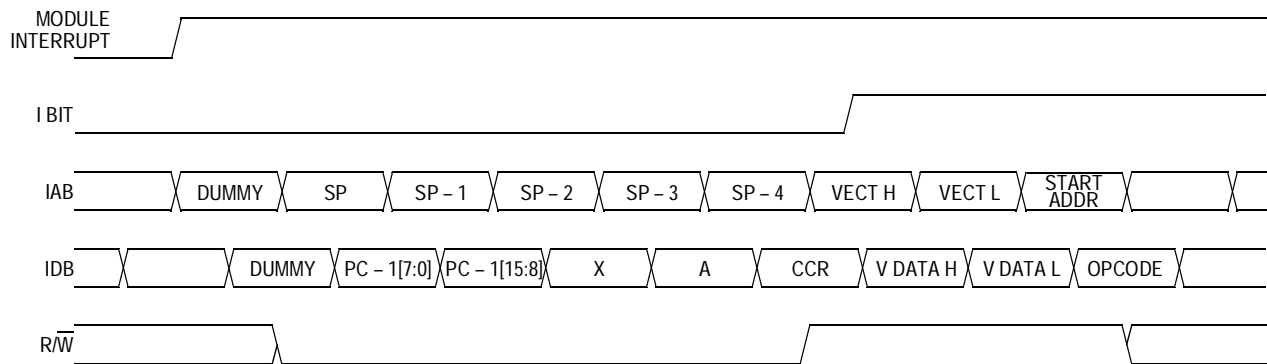 MODULE
INTERRUPT
I BIT
IAB DUMMY SP SP – 1 SP – 2 SP – 3 SP – 4 VECT H VECT L START ADDR
IDB DUMMY PC – 1[7:0] PC – 1[15:8] X A CCR V DATA H V DATA L OPCODE
R/W̅